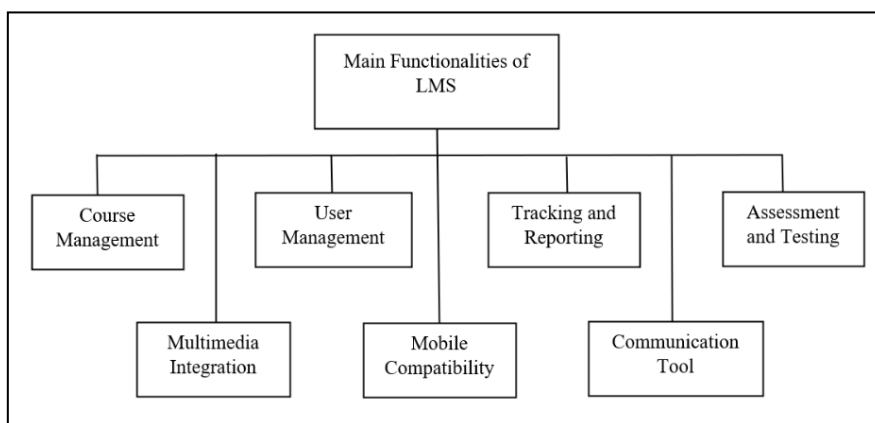 Main Functionalities of
LMS
Course
Management
User
Management
Tracking and
Reporting
Assessment
and Testing
Multimedia
Integration
Mobile
Compatibility
Communication
Tool